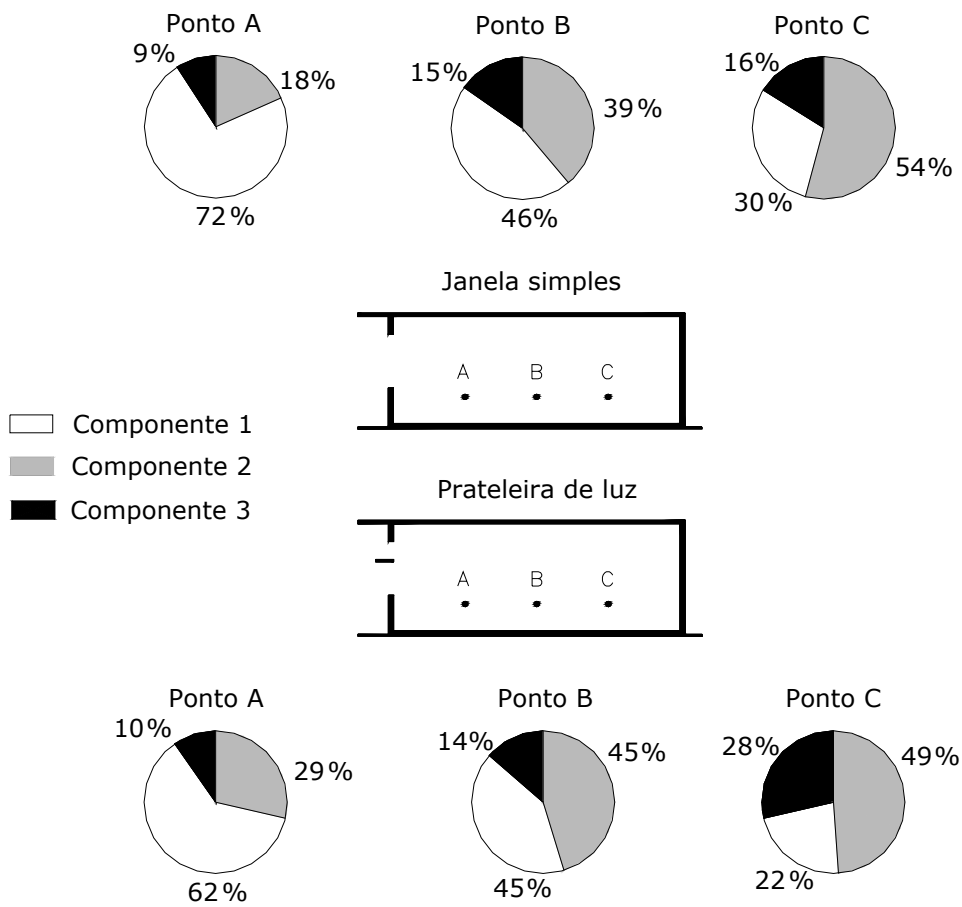 Ponto A
Ponto B
Ponto C
9%
18%
72%
15%
39%
46%
16%
54%
30%
Janela simples
A B C
Componente 1
Componente 2
Componente 3
Prateleira de luz
A B C
Ponto A
Ponto B
Ponto C
10%
29%
62%
14%
45%
45%
28%
49%
22%